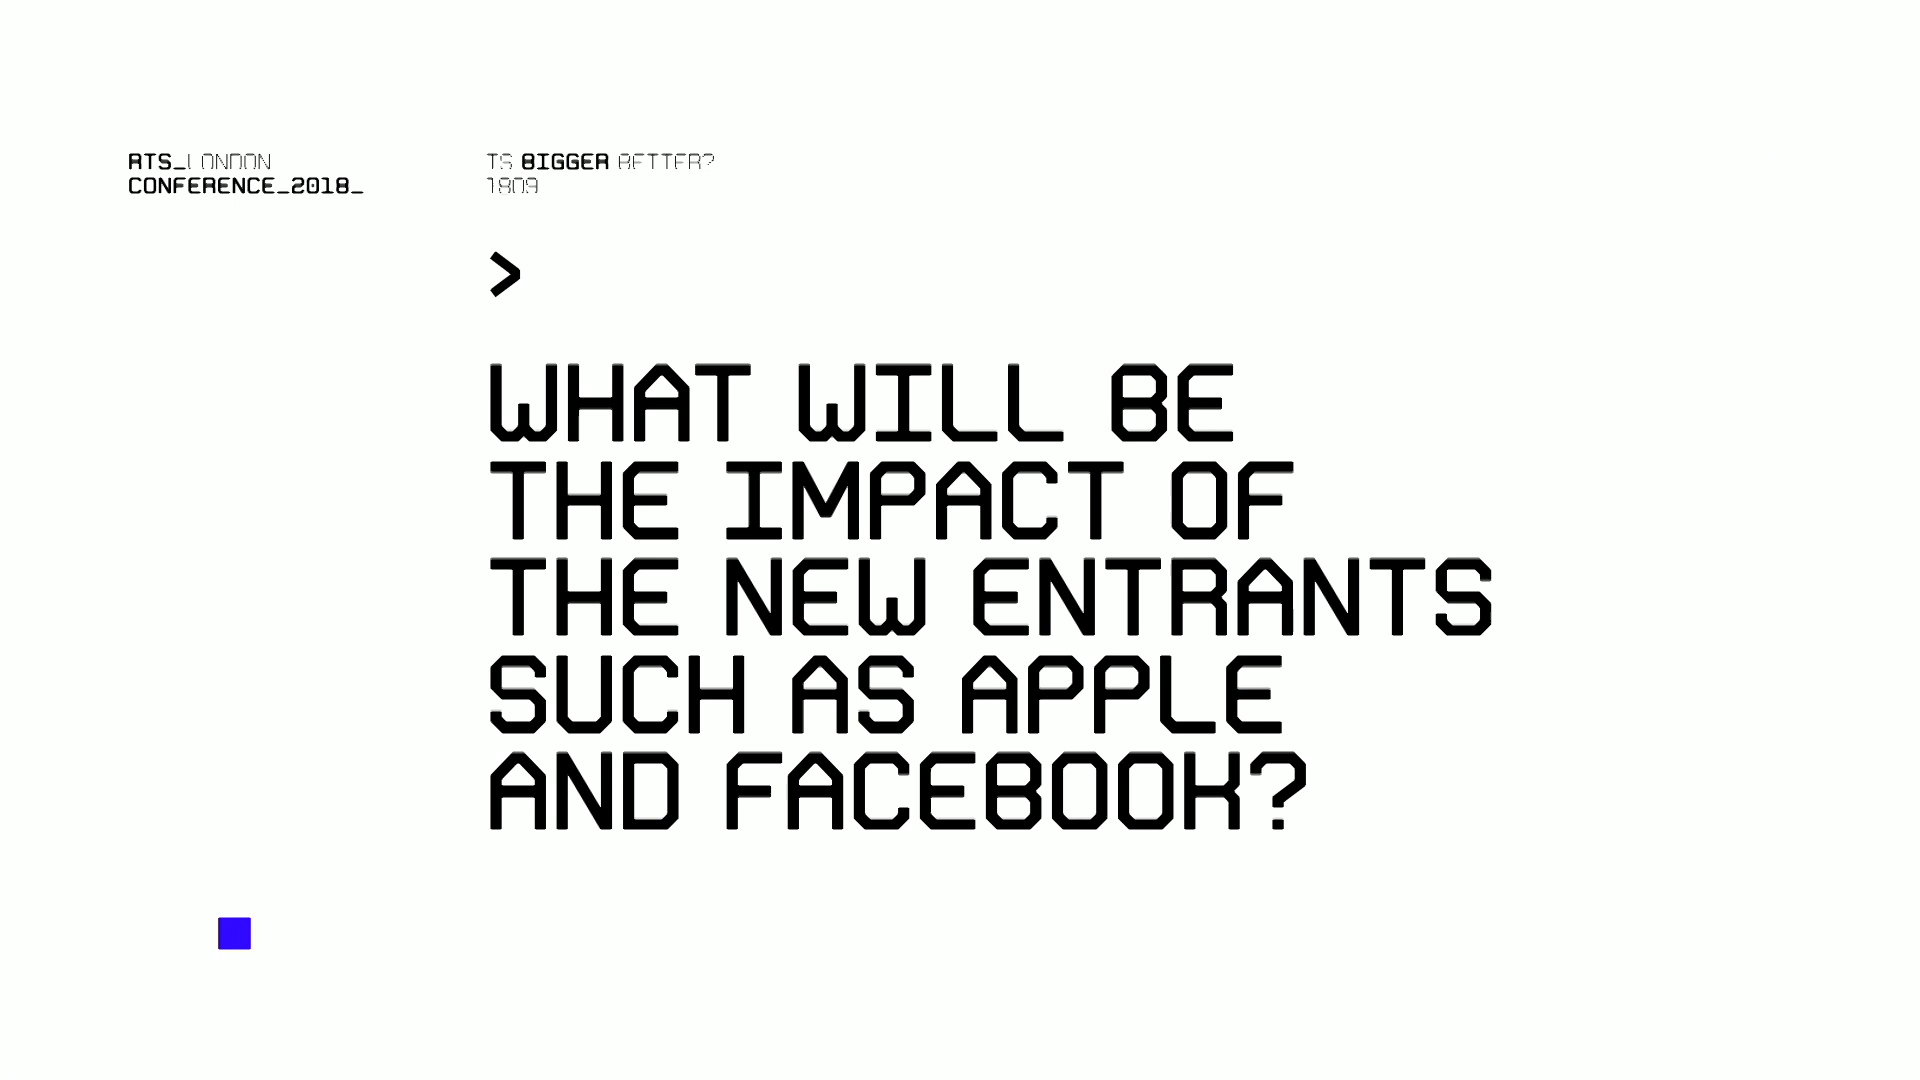 RTS_LONDON
CONFERENCE_2018_
IS BIGGER BETTER?
1809
>
WHAT WILL BE
THE IMPACT OF
THE NEW ENTRANTS
SUCH AS APPLE
AND FACEBOOK?